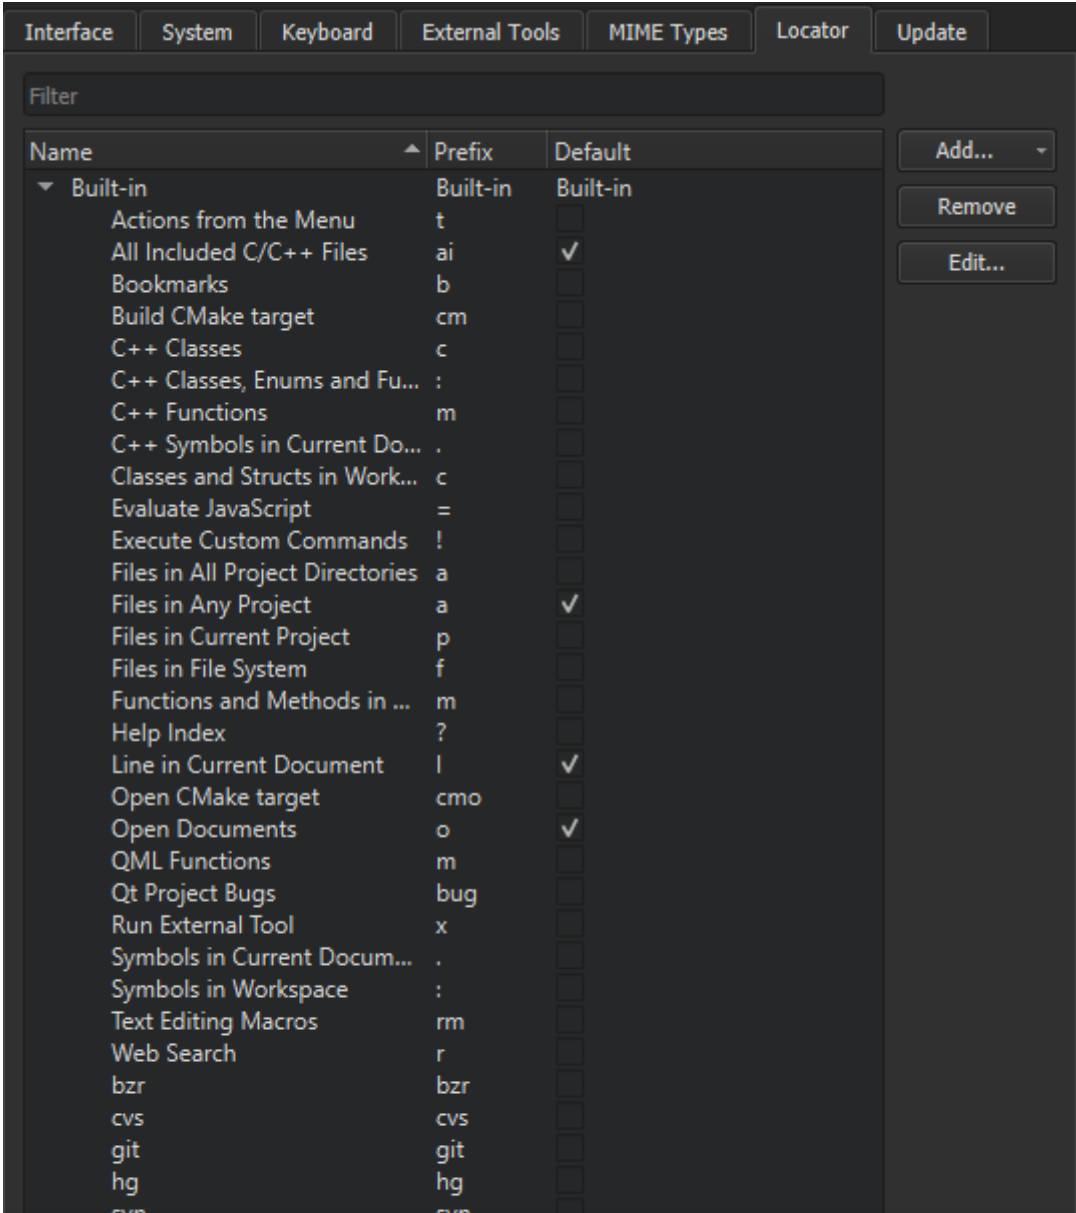 Interface System Keyboard External Tools MIME Types Locator Update
Filter
Name Prefix Default Add...
Built-in Built-in Built-in
Remove
Actions from the Menu t
All Included C/C++ Files ai
Edit...
Bookmarks b
Build CMake target cm
C++ Classes c
C++ Classes, Enums and Fu... :
C++ Functions m
C++ Symbols in Current Do... .
Classes and Structs in Work... c
Evaluate JavaScript =
Execute Custom Commands !
Files in All Project Directories a
Files in Any Project a
Files in Current Project p
Files in File System f
Functions and Methods in ... m
Help Index ?
Line in Current Document l
Open CMake target cmo
Open Documents o
QML Functions m
Qt Project Bugs bug
Run External Tool x
Symbols in Current Docum... .
Symbols in Workspace :
Text Editing Macros rm
Web Search r
bzr bzr
cvs cvs
git git
hg hg